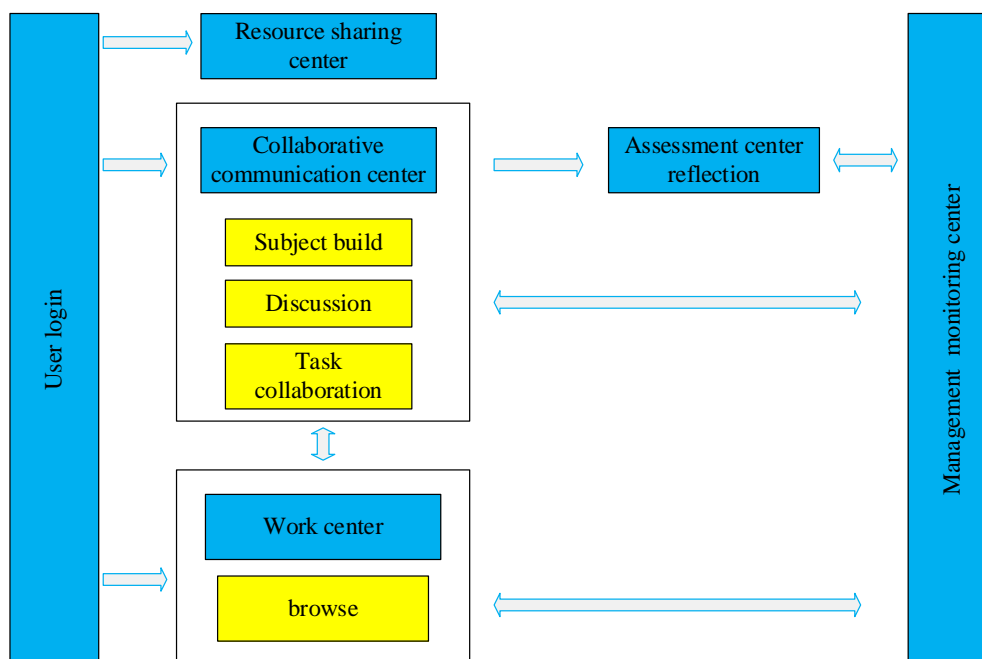 User login
Resource sharing
center
Collaborative
communication center
Subject build
Discussion
Task
collaboration
Work center
browse
Assessment center
reflection
Management monitoring center